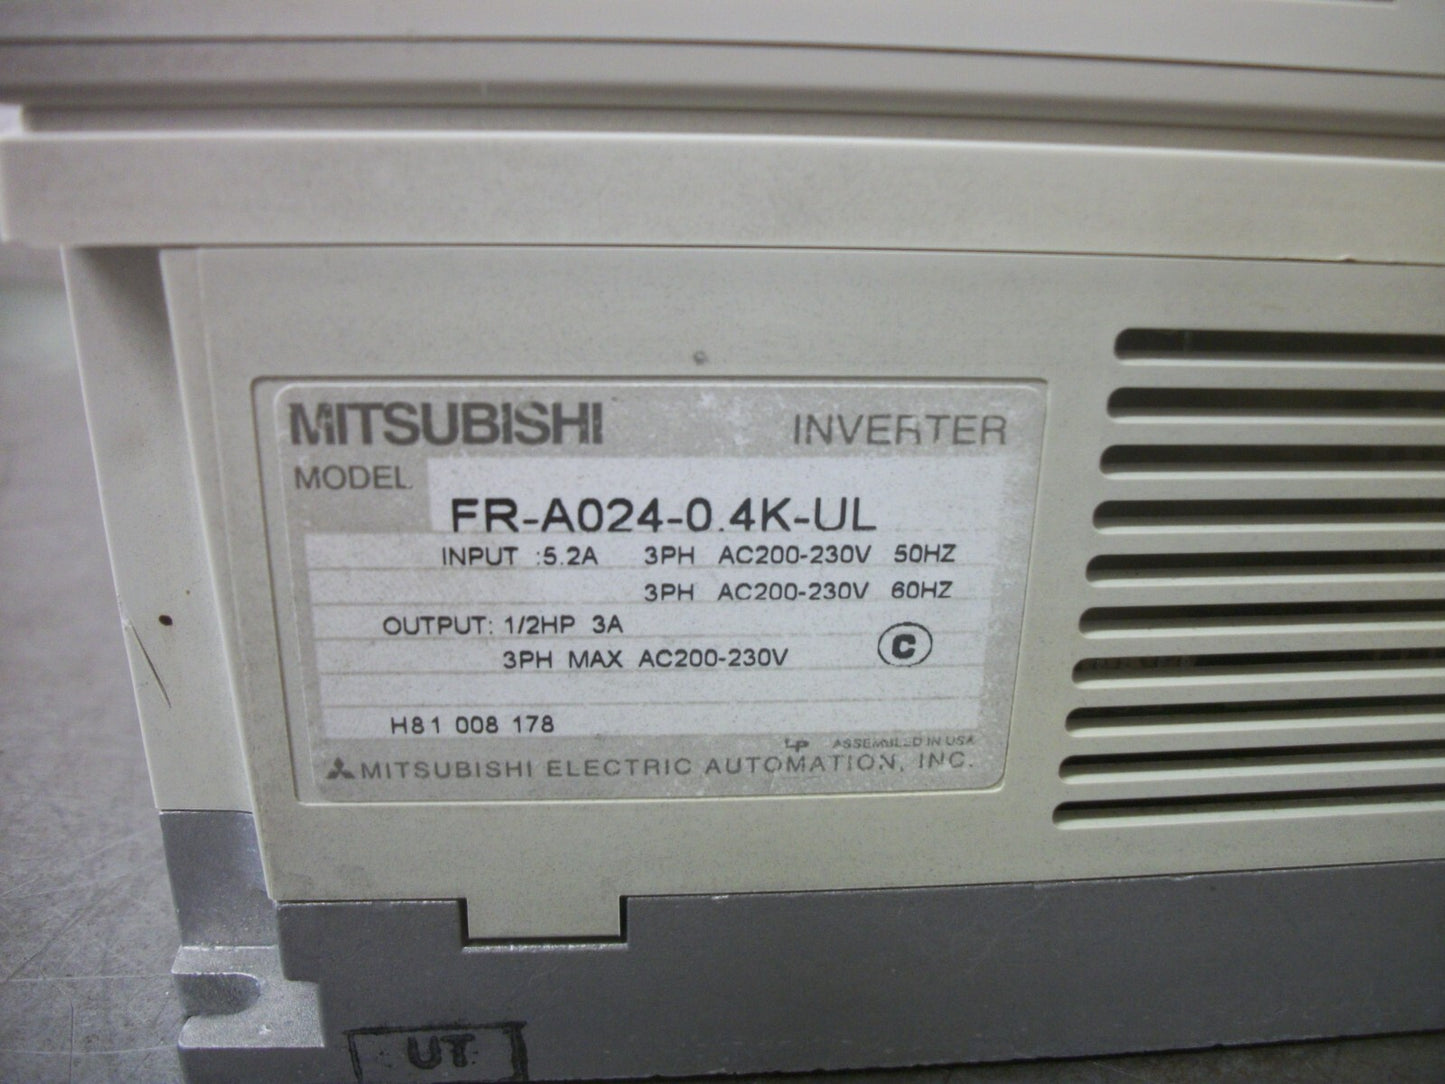 MITSUBISHI INVERTER
MODEL
FR-A024-0.4K-UL
INPUT :5.2A 3PH AC200-230V 50HZ
3PH AC200-230V 60HZ
OUTPUT: 1/2HP 3A
3PH MAX AC200-230V
C
H81 008 178
LP ASSEMBLED IN USA
MITSUBISHI ELECTRIC AUTOMATION, INC.
UT